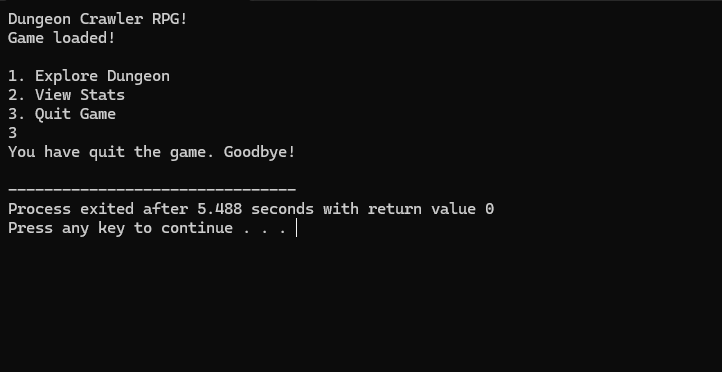 Dungeon Crawler RPG!
Game loaded!
1. Explore Dungeon
2. View Stats
3. Quit Game
3
You have quit the game. Goodbye!
--------------------------------
Process exited after 5.488 seconds with return value 0
Press any key to continue . . .